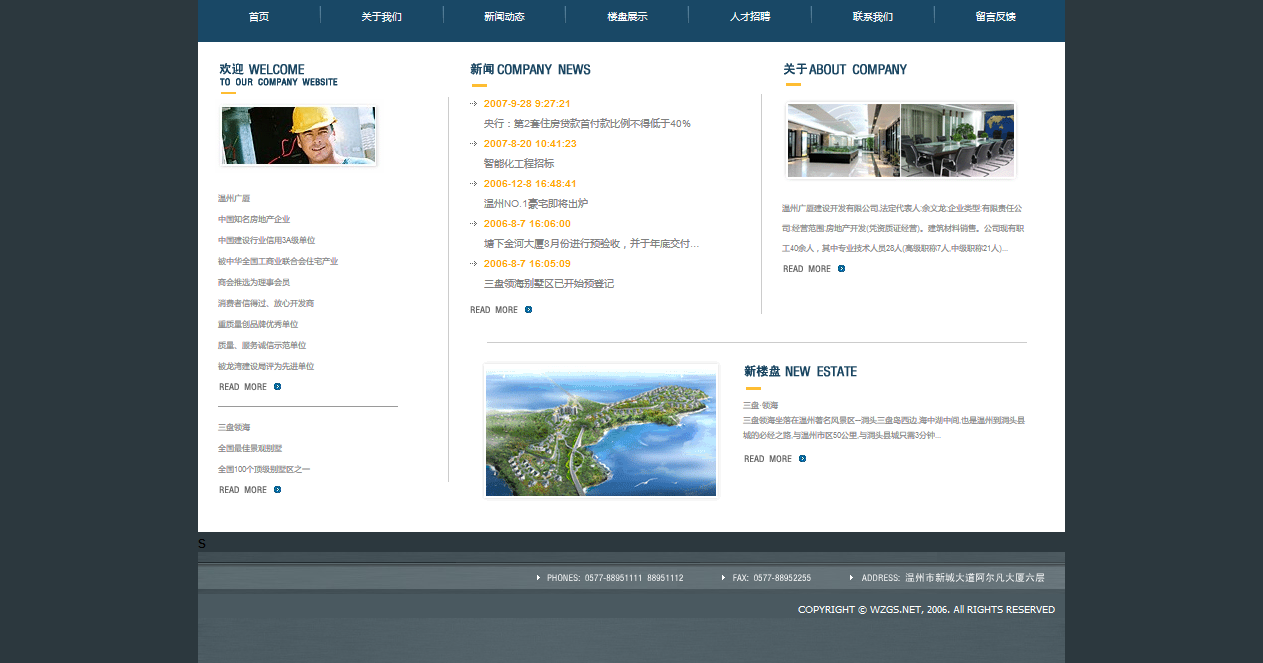 首页 关于我们 新闻动态 楼盘展示 人才招聘 联系我们 留言反馈
欢迎 WELCOME
TO OUR COMPANY WEBSITE
温州广厦
中国知名房地产企业
中国建设行业信用3A级单位
被中华全国工商业联合会住宅产业
商会推选为理事会员
消费者信得过、放心开发商
重质量创品牌优秀单位
质量、服务诚信示范单位
被龙湾建设局评为先进单位
READ MORE
三盘领海
全国最佳景观别墅
全国100个顶级别墅区之一
READ MORE
新闻 COMPANY NEWS
2007-9-28 9:27:21
央行：第2套住房贷款首付款比例不得低于40%
2007-8-20 10:41:23
智能化工程招标
2006-12-8 16:48:41
温州NO.1豪宅即将出炉
2006-8-7 16:06:00
塘下金河大厦8月份进行预验收，并于年底交付...
2006-8-7 16:05:09
三盘领海别墅区已开始预登记
READ MORE
关于 ABOUT COMPANY
温州广厦建设开发有限公司,法定代表人:余文龙;企业类型:有限责任公
司;经营范围:房地产开发(凭资质证经营)。建筑材料销售。公司现有职
工40余人，其中专业技术人员28人(高级职称7人,中级职称21人)...
READ MORE
新楼盘 NEW ESTATE
三盘·领海
三盘领海坐落在温州著名风景区--洞头三盘岛西边,海中湖中间,也是温州到洞头县
城的必经之路,与温州市区50公里,与洞头县城只需3分钟...
READ MORE
S
PHONES: 0577-88951111 88951112 FAX: 0577-88952255 ADDRESS: 温州市新城大道阿尔凡大厦六层
COPYRIGHT © WZGS.NET, 2006. All RIGHTS RESERVED